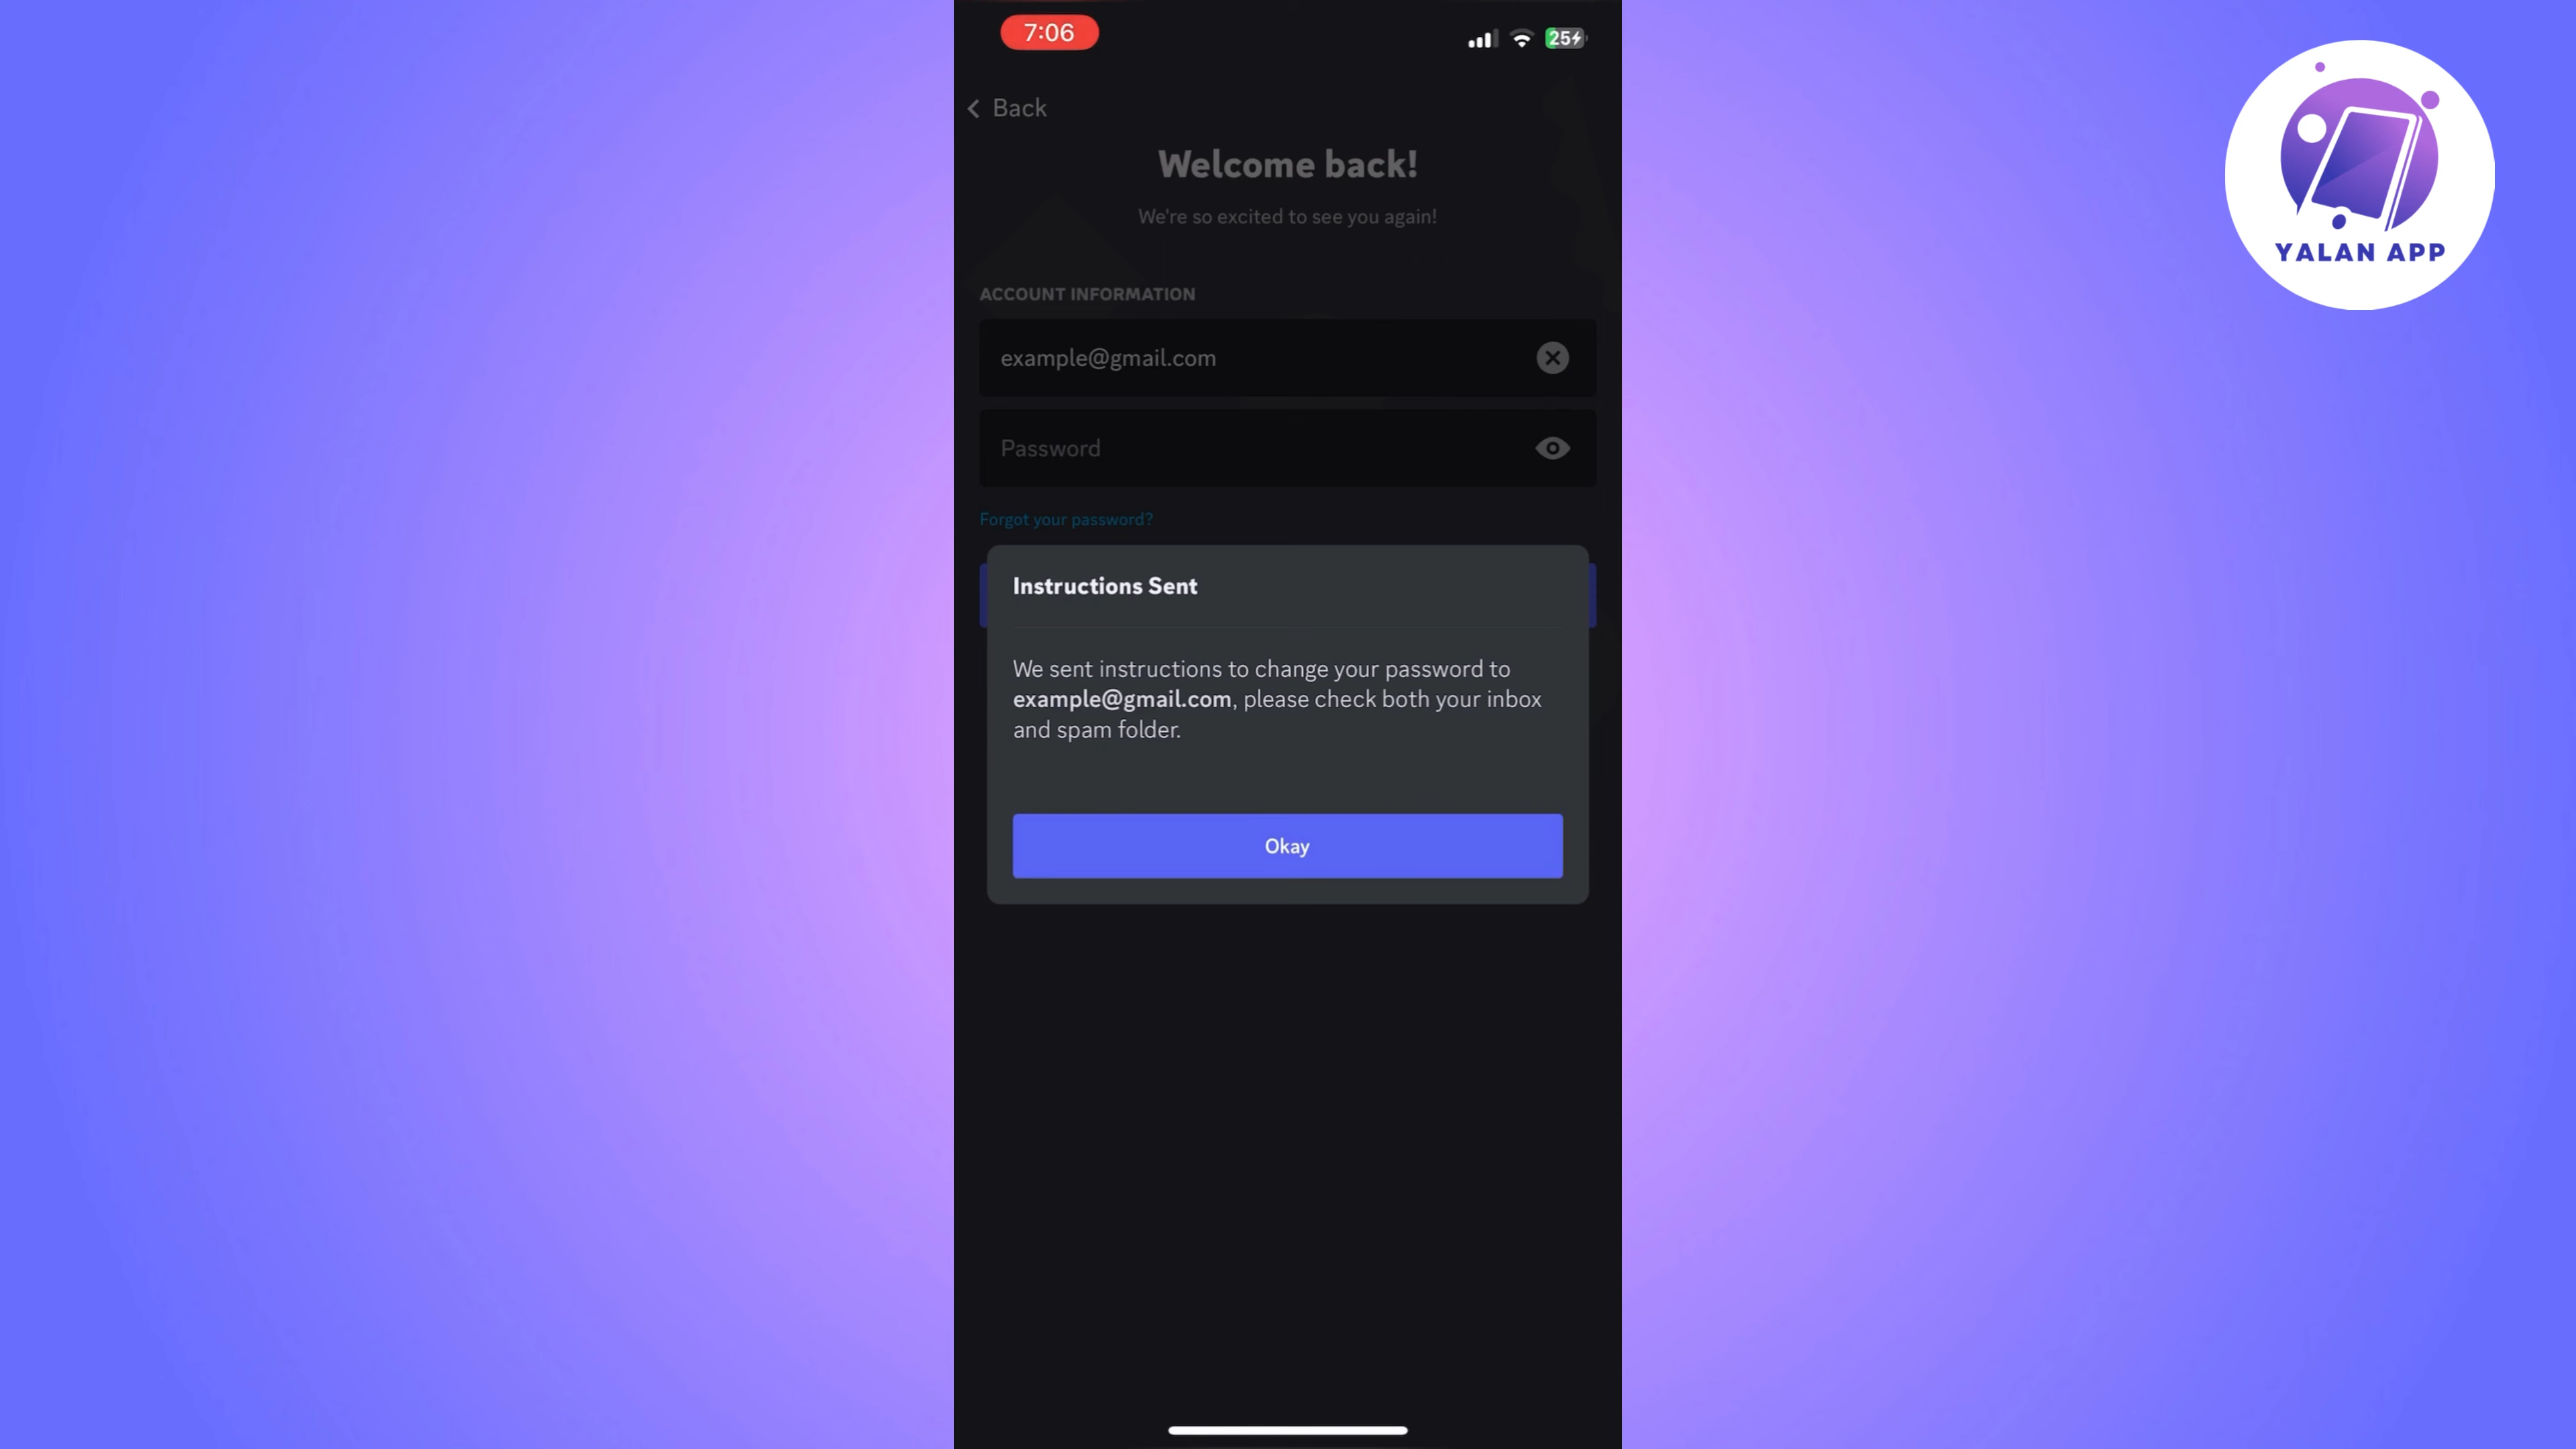 7:06
25
YALAN APP
Back
Welcome back!
We're so excited to see you again!
ACCOUNT INFORMATION
example@gmail.com
Password
Forgot your password?
Instructions Sent
We sent instructions to change your password to
example@gmail.com, please check both your inbox
and spam folder.
Okay